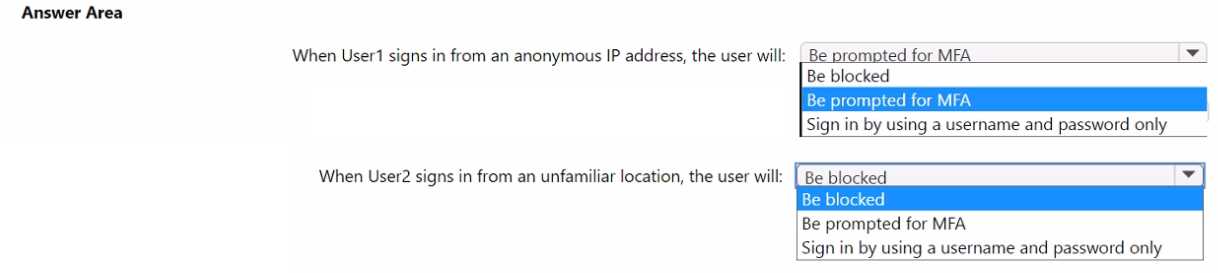 Answer Area
When User1 signs in from an anonymous IP address, the user will: Be prompted for MFA
Be blocked
Be prompted for MFA
Sign in by using a username and password only
When User2 signs in from an unfamiliar location, the user will: Be blocked
Be blocked
Be prompted for MFA
Sign in by using a username and password only